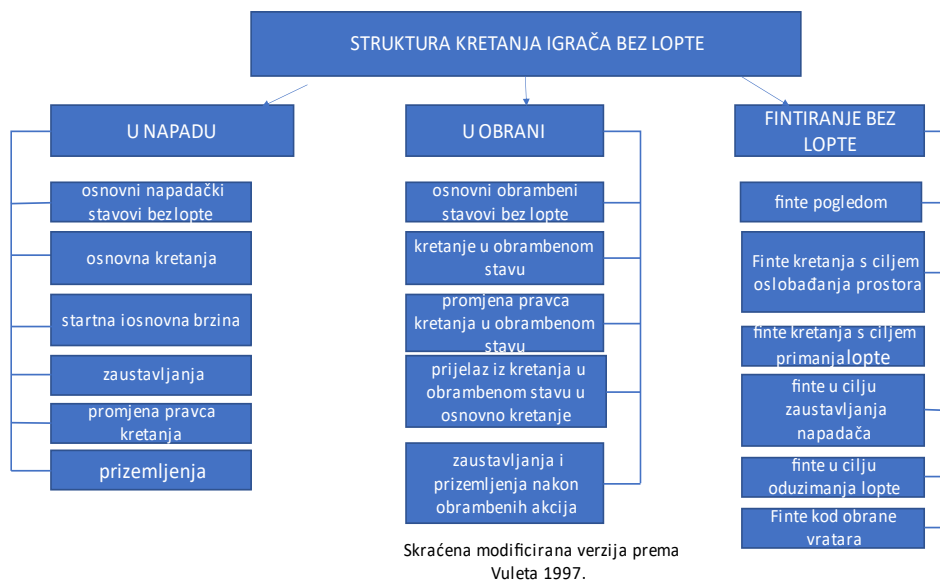 STRUKTURA KRETANJA IGRAČA BEZ LOPTE
U NAPADU
osnovni napadački
stavovi bez lopte
osnovna kretanja
startna iosnovna brzina
zaustavljanja
promjena pravca
kretanja
prizemljenja
U OBRANI
osnovni obrambeni
stavovi bez lopte
kretanje u obrambenom
stavu
promjena pravca
kretanja u obrambenom
stavu
prijelaz iz kretanja u
obrambenom stavu u
osnovno kretanje
zaustavljanja i
prizemljenja nakon
obrambenih akcija
FINTIRANJE BEZ
LOPTE
finte pogledom
Finte kretanja s ciljem
oslobađanja prostora
finte kretanja s ciljem
primanja lopte
finte u cilju
zaustavljanja
napadača
finte u cilju
oduzimanja lopte
Finte kod obrane
vratara
Skraćena modificirana verzija prema
Vuleta 1997.